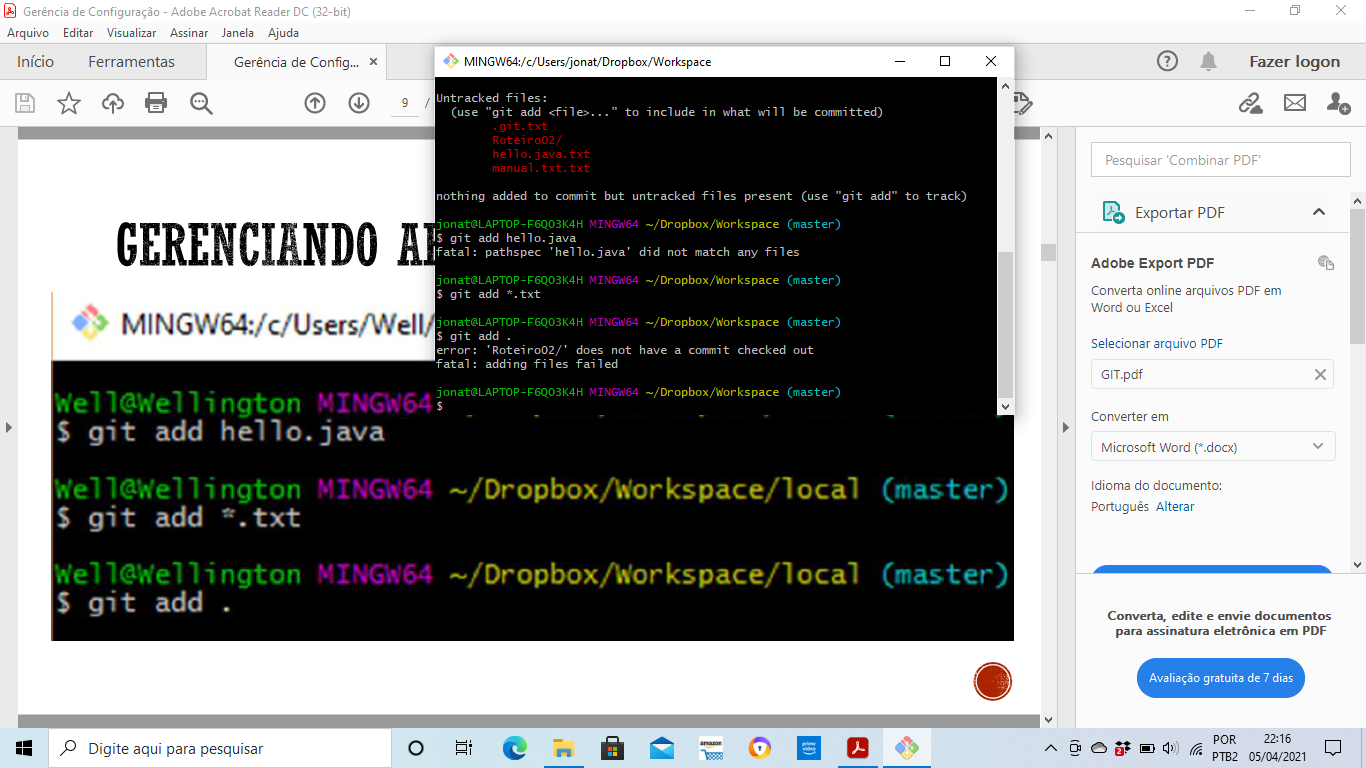 Gerência de Configuração - Adobe Acrobat Reader DC (32-bit)
Arquivo Editar Visualizar Assinar Janela Ajuda
Início Ferramentas Gerência de Config... × Fazer logon
9 /
MINGW64:/c/Users/jonat/Dropbox/Workspace
Untracked files:
(use "git add <file>..." to include in what will be committed)
.git.txt
Roteiro02/
hello.java.txt
manual.txt.txt
nothing added to commit but untracked files present (use "git add" to track)
jonat@LAPTOP-F6QO3K4H MINGW64 ~/Dropbox/Workspace (master)
$ git add hello.java
fatal: pathspec 'hello.java' did not match any files
jonat@LAPTOP-F6QO3K4H MINGW64 ~/Dropbox/Workspace (master)
$ git add *.txt
jonat@LAPTOP-F6QO3K4H MINGW64 ~/Dropbox/Workspace (master)
$ git add .
error: 'Roteiro02/' does not have a commit checked out
fatal: adding files failed
jonat@LAPTOP-F6QO3K4H MINGW64 ~/Dropbox/Workspace (master)
$
GERENCIANDO
MINGW64:/c/Users/Well/
Well@Wellington MINGW64
$ git add hello.java
Well@Wellington MINGW64 ~/Dropbox/Workspace/local (master)
$ git add *.txt
Well@Wellington MINGW64 ~/Dropbox/Workspace/local (master)
$ git add .
Pesquisar 'Combinar PDF'
Exportar PDF
Adobe Export PDF
Converta online arquivos PDF em
Word ou Excel
Selecionar arquivo PDF
GIT.pdf
Converter em
Microsoft Word (*.docx)
Idioma do documento:
Português Alterar
Converta, edite e envie documentos
para assinatura eletrônica em PDF
Avaliação gratuita de 7 dias
Digite aqui para pesquisar
amazon
prime video
2
POR
PTB2
22:16
05/04/2021